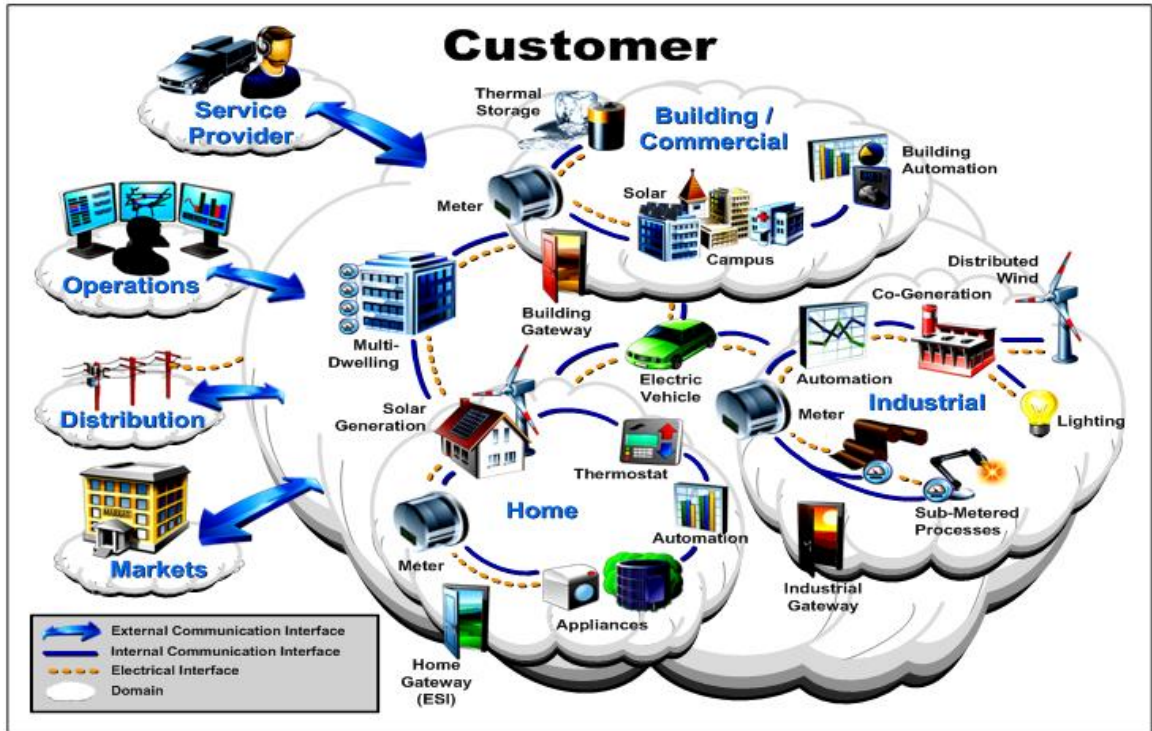 Customer
Service
Provider
Thermal
Storage
Building /
Commercial
Building
Automation
Meter
Solar
Campus
Operations
Building
Gateway
Distributed
Wind
Co-Generation
Multi-
Dwelling
Electric
Vehicle
Automation
Distribution
Solar
Generation
Meter
Industrial
Lighting
Thermostat
Home
Sub-Metered
Processes
Automation
MARKET
Markets
Meter
Appliances
Industrial
Gateway
Home
Gateway
(ESI)
External Communication Interface
Internal Communication Interface
Electrical Interface
Domain